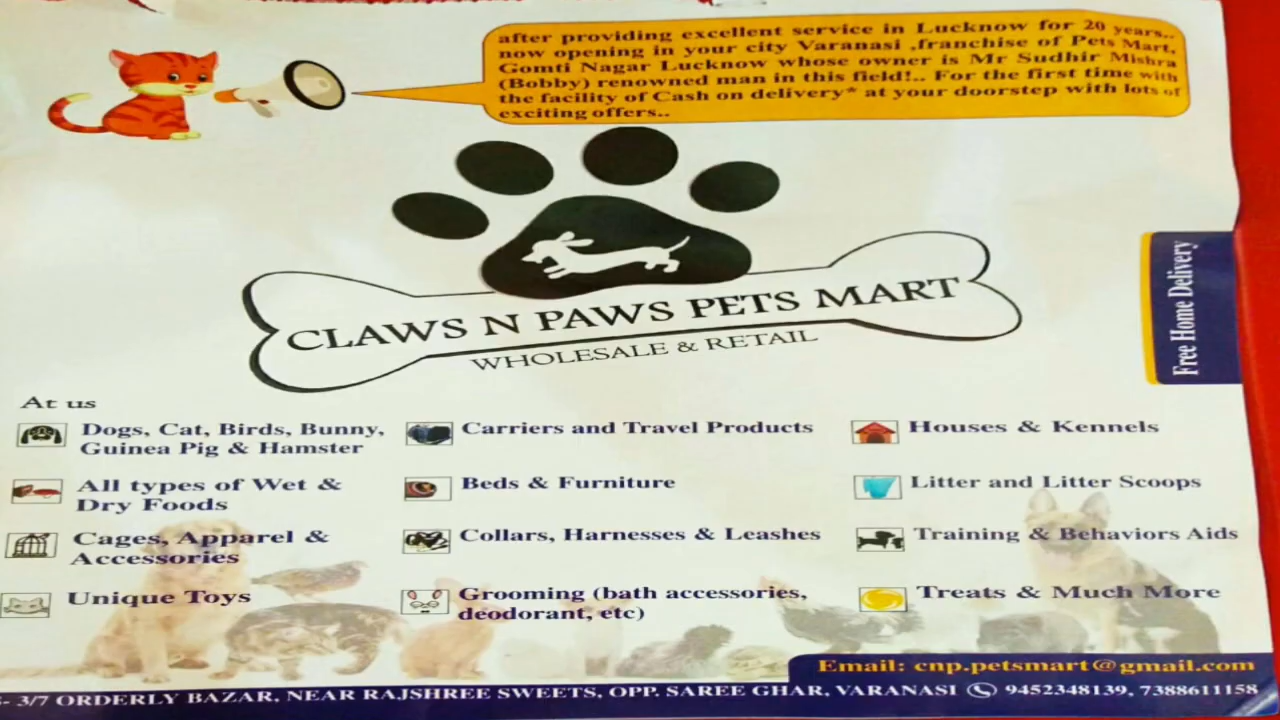 after providing excellent service in Lucknow for 20 years..
now opening in your city Varanasi ,franchise of Pets Mart,
Gomti Nagar Lucknow whose owner is Mr Sudhir Mishra
(Bobby) renowned man in this field!.. For the first time with
the facility of Cash on delivery* at your doorstep with lots of
exciting offers..
CLAWS N PAWS PETS MART
WHOLESALE & RETAIL
Free Home Delivery
At us
Dogs, Cat, Birds, Bunny,
Guinea Pig & Hamster
All types of Wet &
Dry Foods
Cages, Apparel &
Accessories
Unique Toys
Carriers and Travel Products
Beds & Furniture
Collars, Harnesses & Leashes
Grooming (bath accessories,
deodorant, etc)
Houses & Kennels
Litter and Litter Scoops
Training & Behaviors Aids
Treats & Much More
Email: cnp.petsmart@gmail.com
- 3/7 ORDERLY BAZAR, NEAR RAJSHREE SWEETS, OPP. SAREE GHAR, VARANASI 9452348139, 7388611158